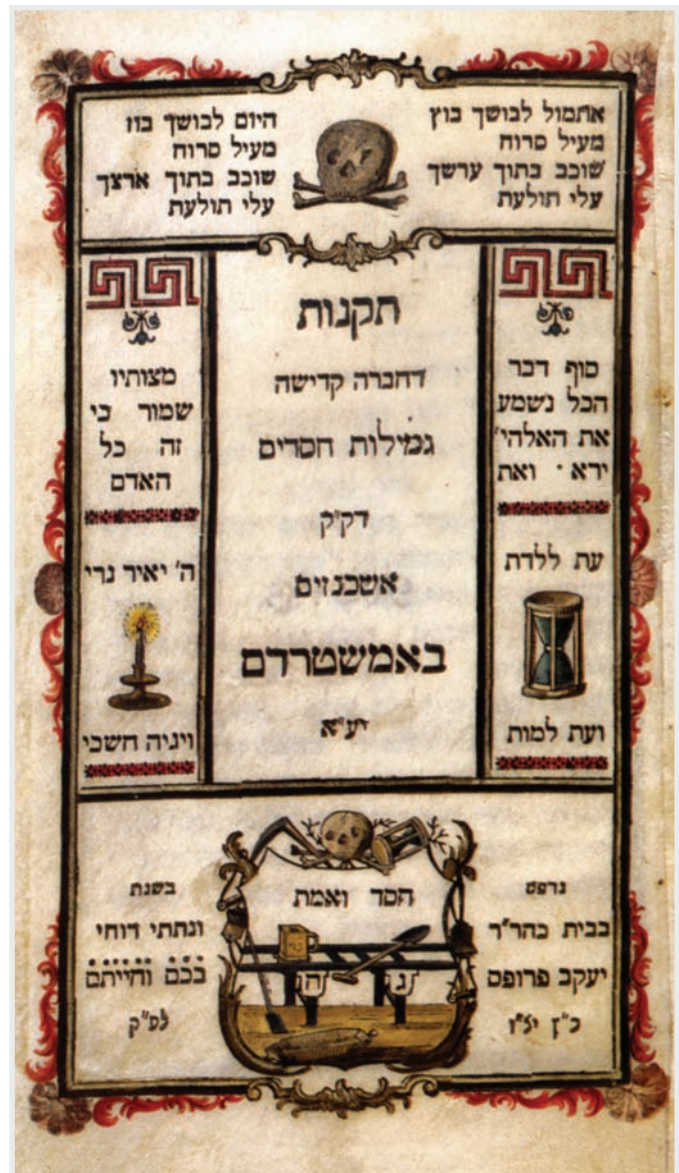 אתמול לבושך בוץ
מעיל סרוח
שוכב בתוך ערשך
עלי תולעת
היום לבושך בוז
מעיל סרוח
שוכב בתוך ארצך
עלי תולעת
סוף דבר
הכל נשמע
את האלהי'
ירא ואת
מצותיו
שמור כי
זה כל
האדם
עת ללדת
ועת למות
ה' יאיר נרי
ויגיה חשכי
תקנות
דחברה קדישה
גמילות חסדים
דק"ק
אשכנזים
באמשטרדם
יע"א
נדפס
בבית כהר"ר
יעקב פרופס
כ"ץ יצ"ו
חסד ואמת
בשנת
ונתתי רוחי
בכם וחייתם
לפ"ק